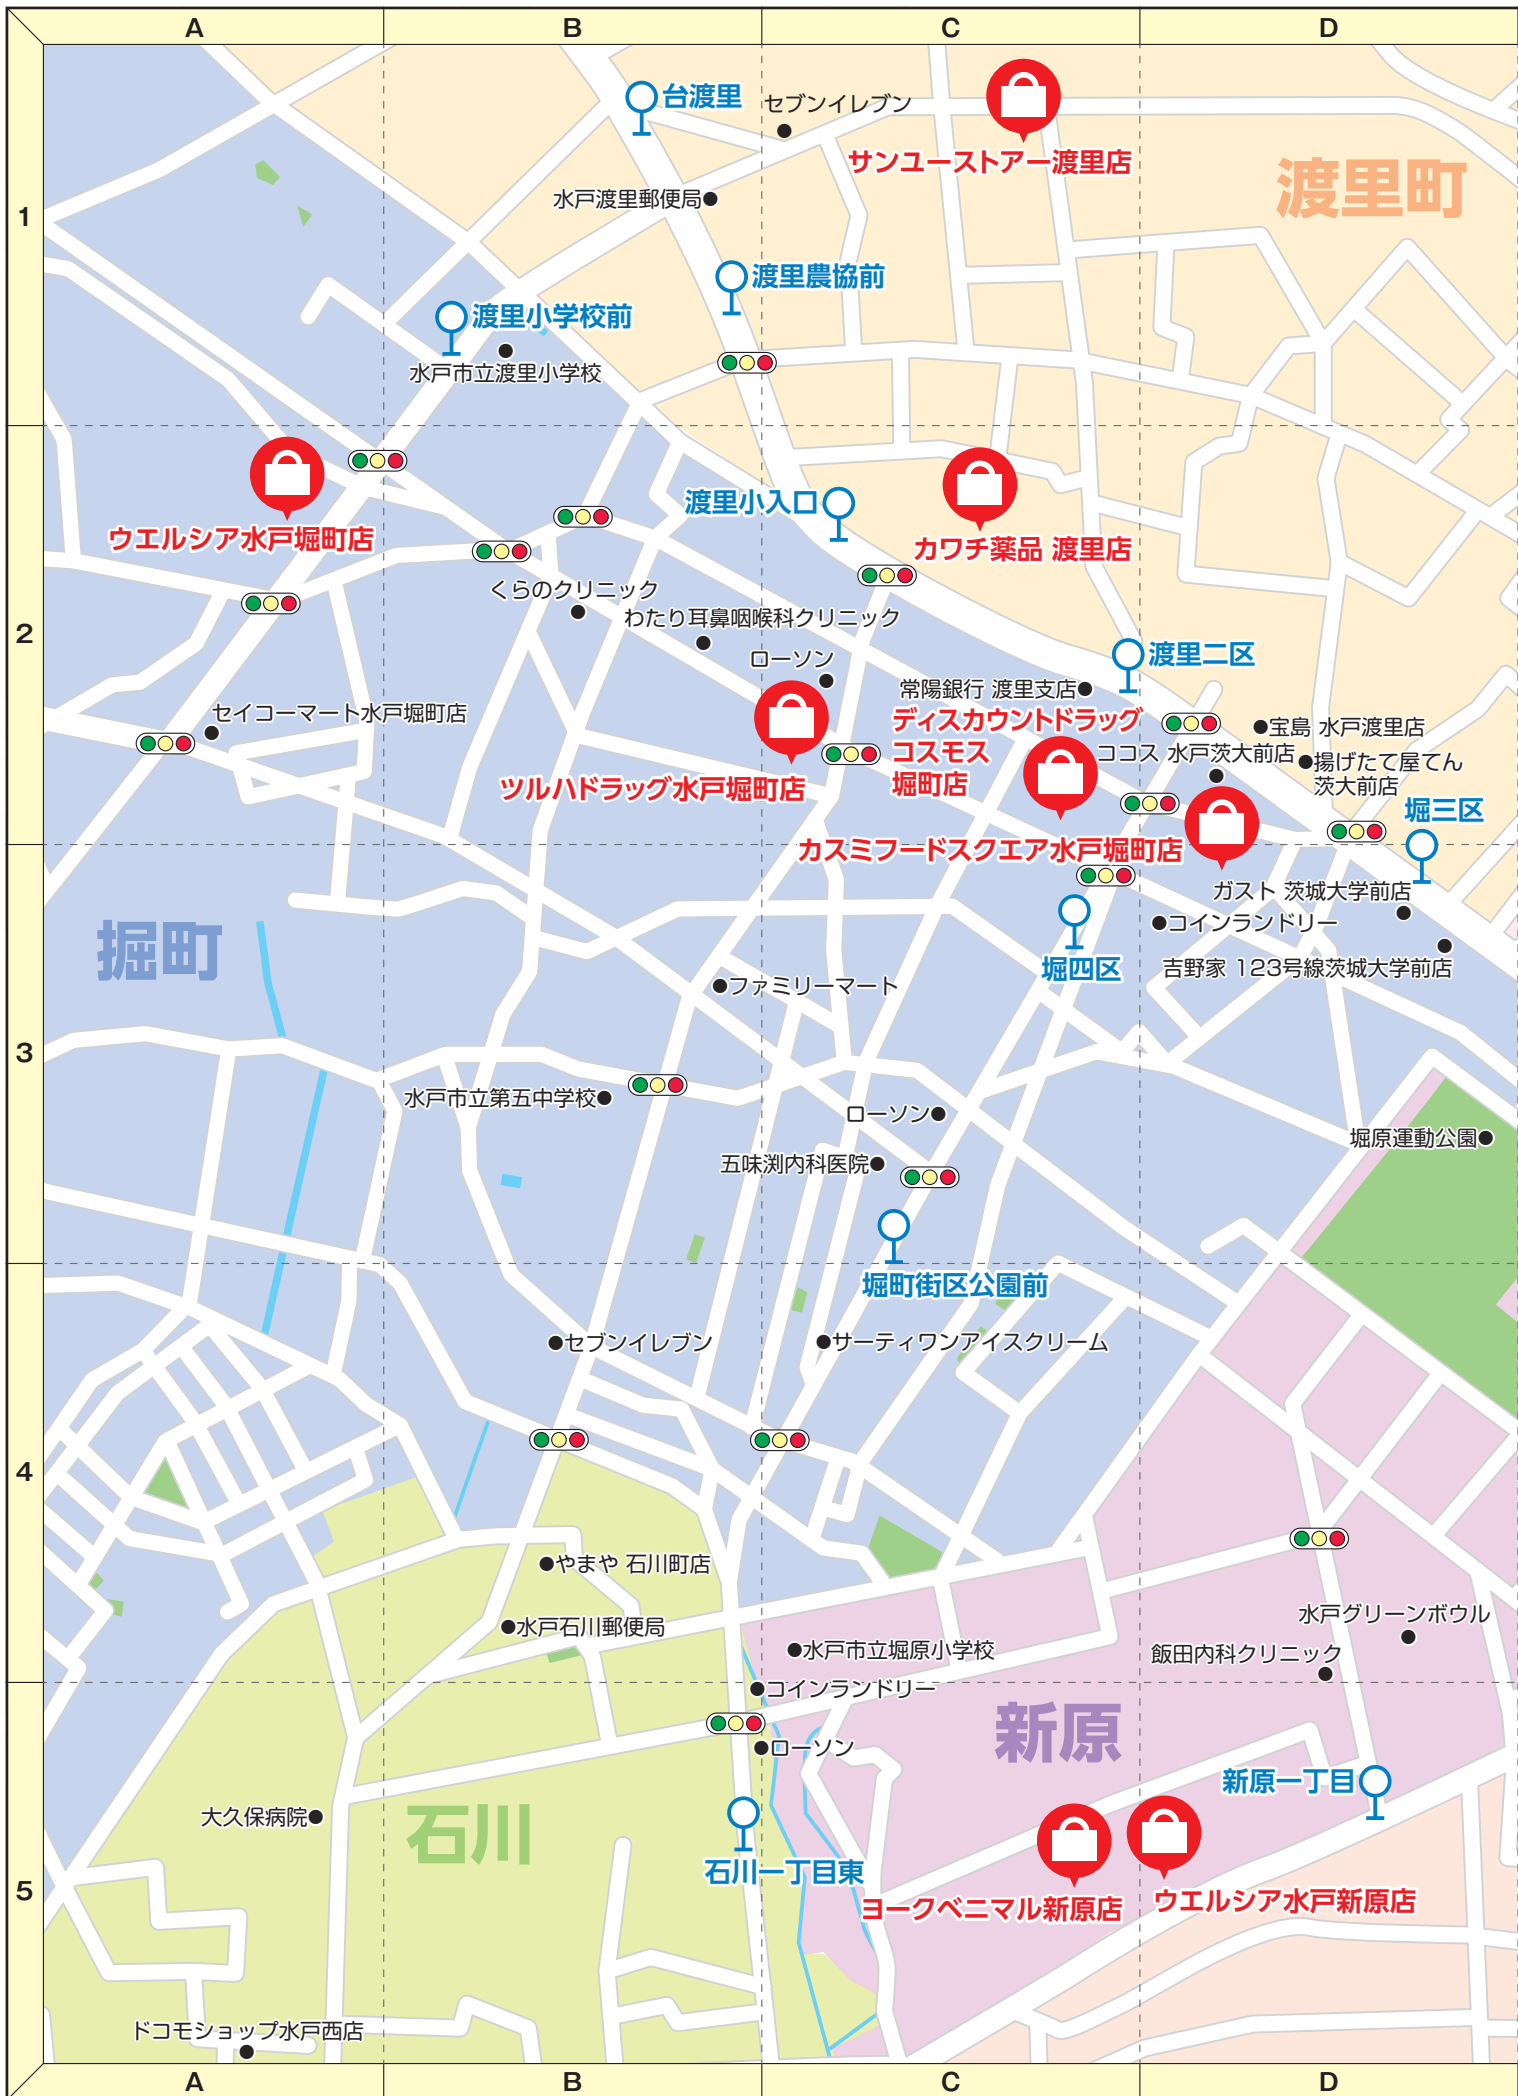 A
B
C
D
1
2
3
4
5
台渡里
セブンイレブン
サンユーストアー渡里店
渡里町
水戸渡里郵便局
渡里農協前
渡里小学校前
水戸市立渡里小学校
ウエルシア水戸堀町店
渡里小入口
カワチ薬品 渡里店
くらのクリニック
わたり耳鼻咽喉科クリニック
ローソン
渡里二区
常陽銀行 渡里支店
セイコーマート水戸堀町店
ディスカウントドラッグ
コスモス
堀町店
宝島 水戸渡里店
ココス 水戸茨大前店
揚げたて屋てん
茨大前店
ツルハドラッグ水戸堀町店
堀三区
カスミフードスクエア水戸堀町店
ガスト 茨城大学前店
コインランドリー
掘町
堀四区
吉野家 123号線茨城大学前店
ファミリーマート
水戸市立第五中学校
ローソン
堀原運動公園
五味渕内科医院
堀町街区公園前
セブンイレブン
サーティワンアイスクリーム
やまや 石川町店
水戸グリーンボウル
水戸石川郵便局
水戸市立堀原小学校
飯田内科クリニック
コインランドリー
新原
ローソン
新原一丁目
大久保病院
石川
石川一丁目東
ヨークベニマル新原店
ウエルシア水戸新原店
ドコモショップ水戸西店
A
B
C
D